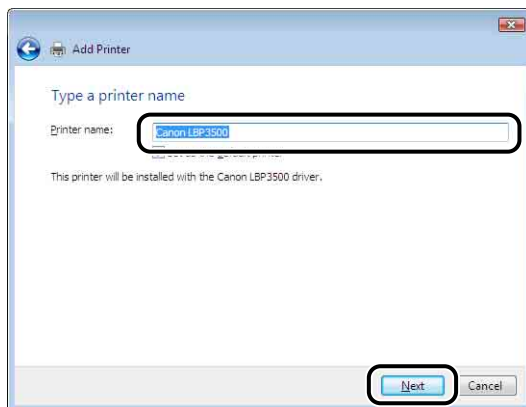 Add Printer
Type a printer name
Printer name:
Canon LBP3500
This printer will be installed with the Canon LBP3500 driver.
Next
Cancel